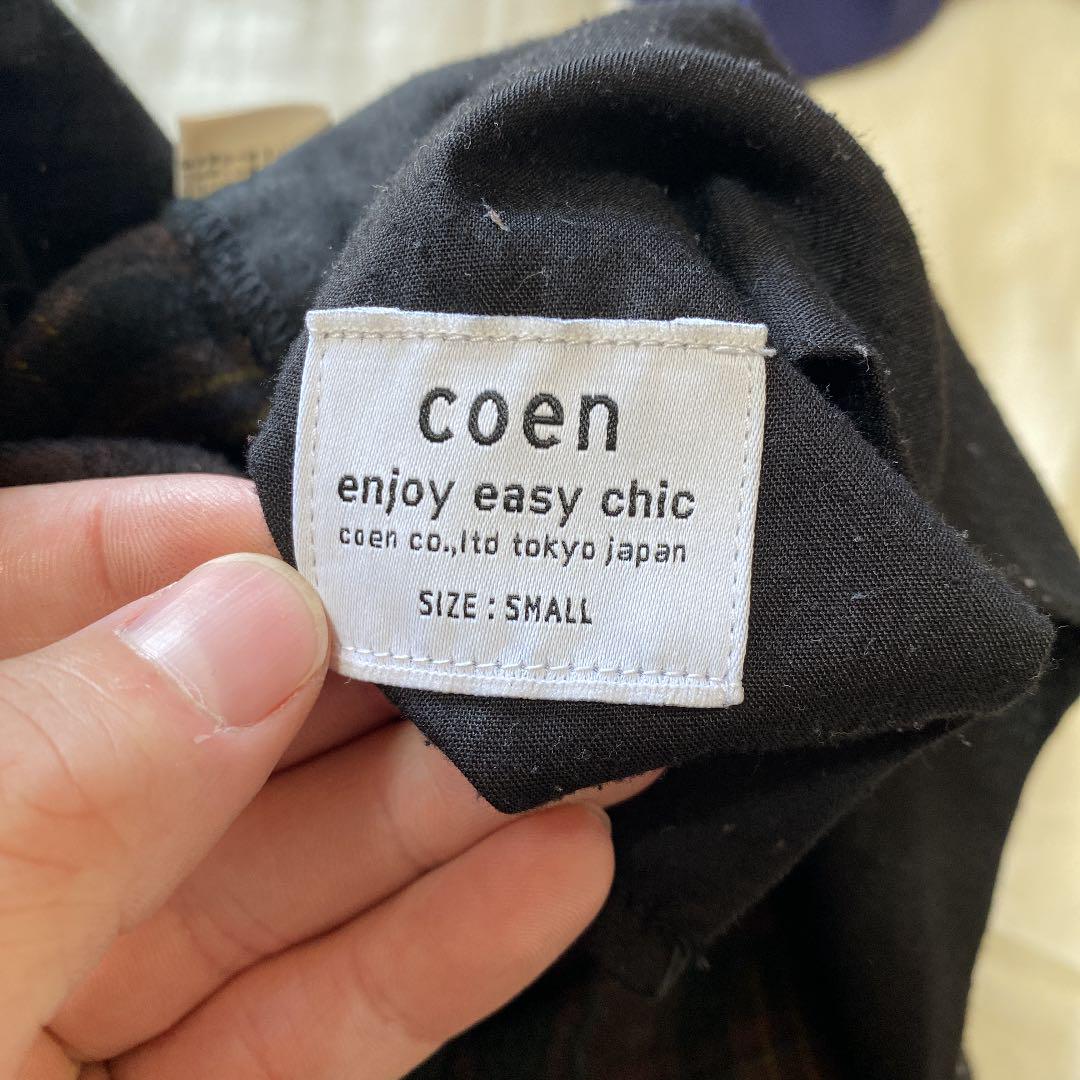 coen
enjoy easy chic
coen co.,ltd tokyo japan
SIZE : SMALL